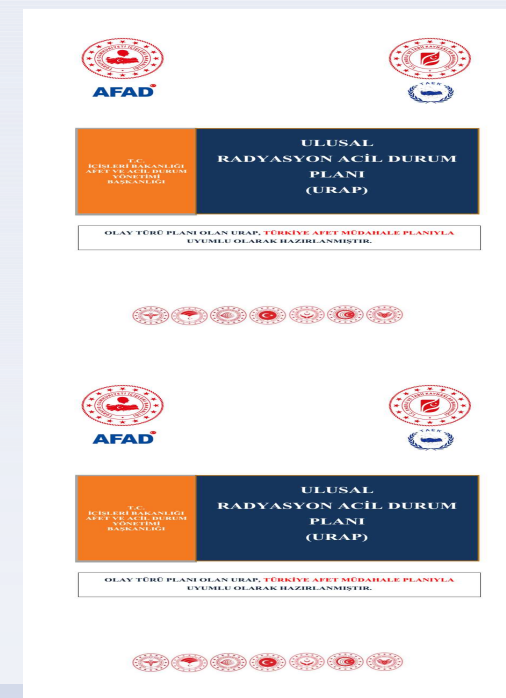 AFAD
TAEK
T.C.
İÇİŞLERİ BAKANLIĞI
AFET VE ACİL DURUM
YÖNETİMİ
BAŞKANLIĞI
ULUSAL
RADYASYON ACİL DURUM
PLANI
(URAP)
OLAY TÜRÜ PLANI OLAN URAP, TÜRKİYE AFET MÜDAHALE PLANIYLA
UYUMLU OLARAK HAZIRLANMIŞTIR.
AFAD
TAEK
T.C.
İÇİŞLERİ BAKANLIĞI
AFET VE ACİL DURUM
YÖNETİMİ
BAŞKANLIĞI
ULUSAL
RADYASYON ACİL DURUM
PLANI
(URAP)
OLAY TÜRÜ PLANI OLAN URAP, TÜRKİYE AFET MÜDAHALE PLANIYLA
UYUMLU OLARAK HAZIRLANMIŞTIR.